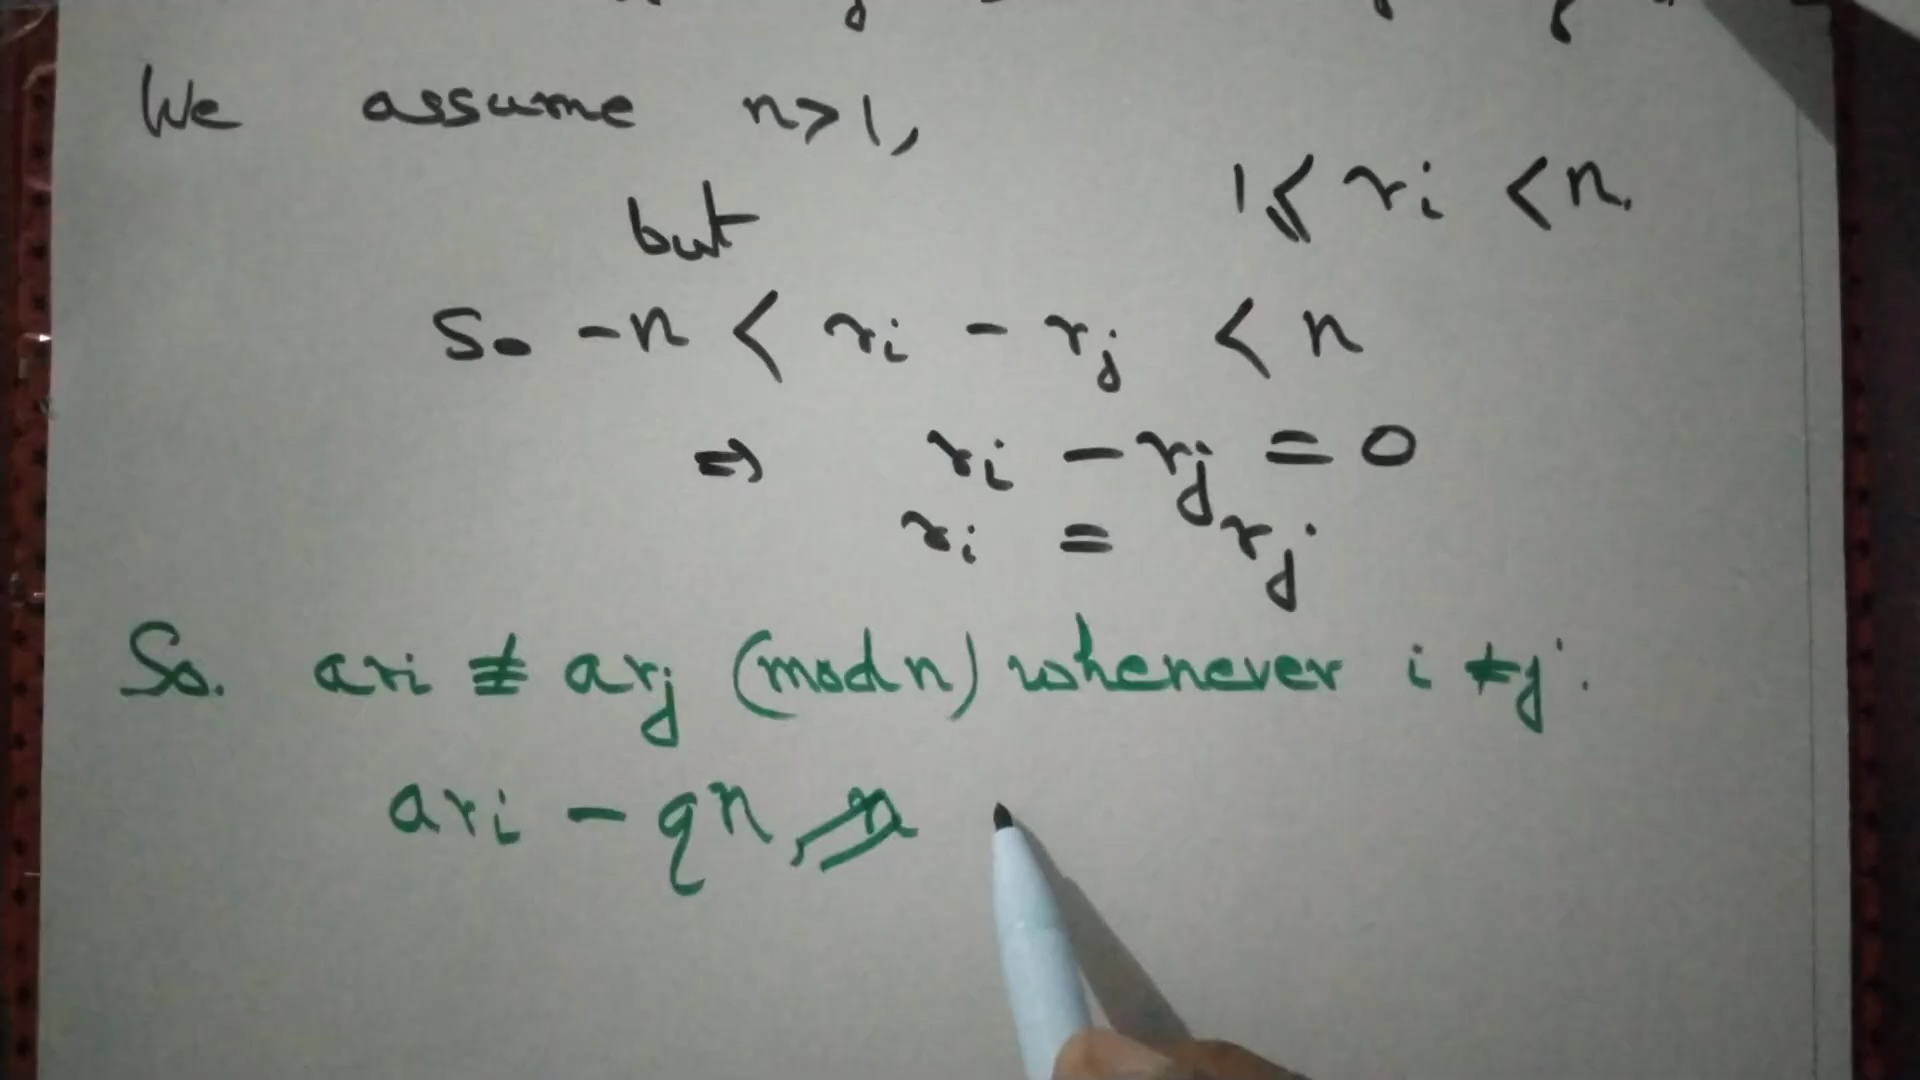 We assume n>1,
but 1 ≤ ri < n.
So -n < ri - rj < n
⇒ ri - rj = 0
ri = rj
So. ari ≢ arj (mod n) whenever i ≠ j.
ari - qn,